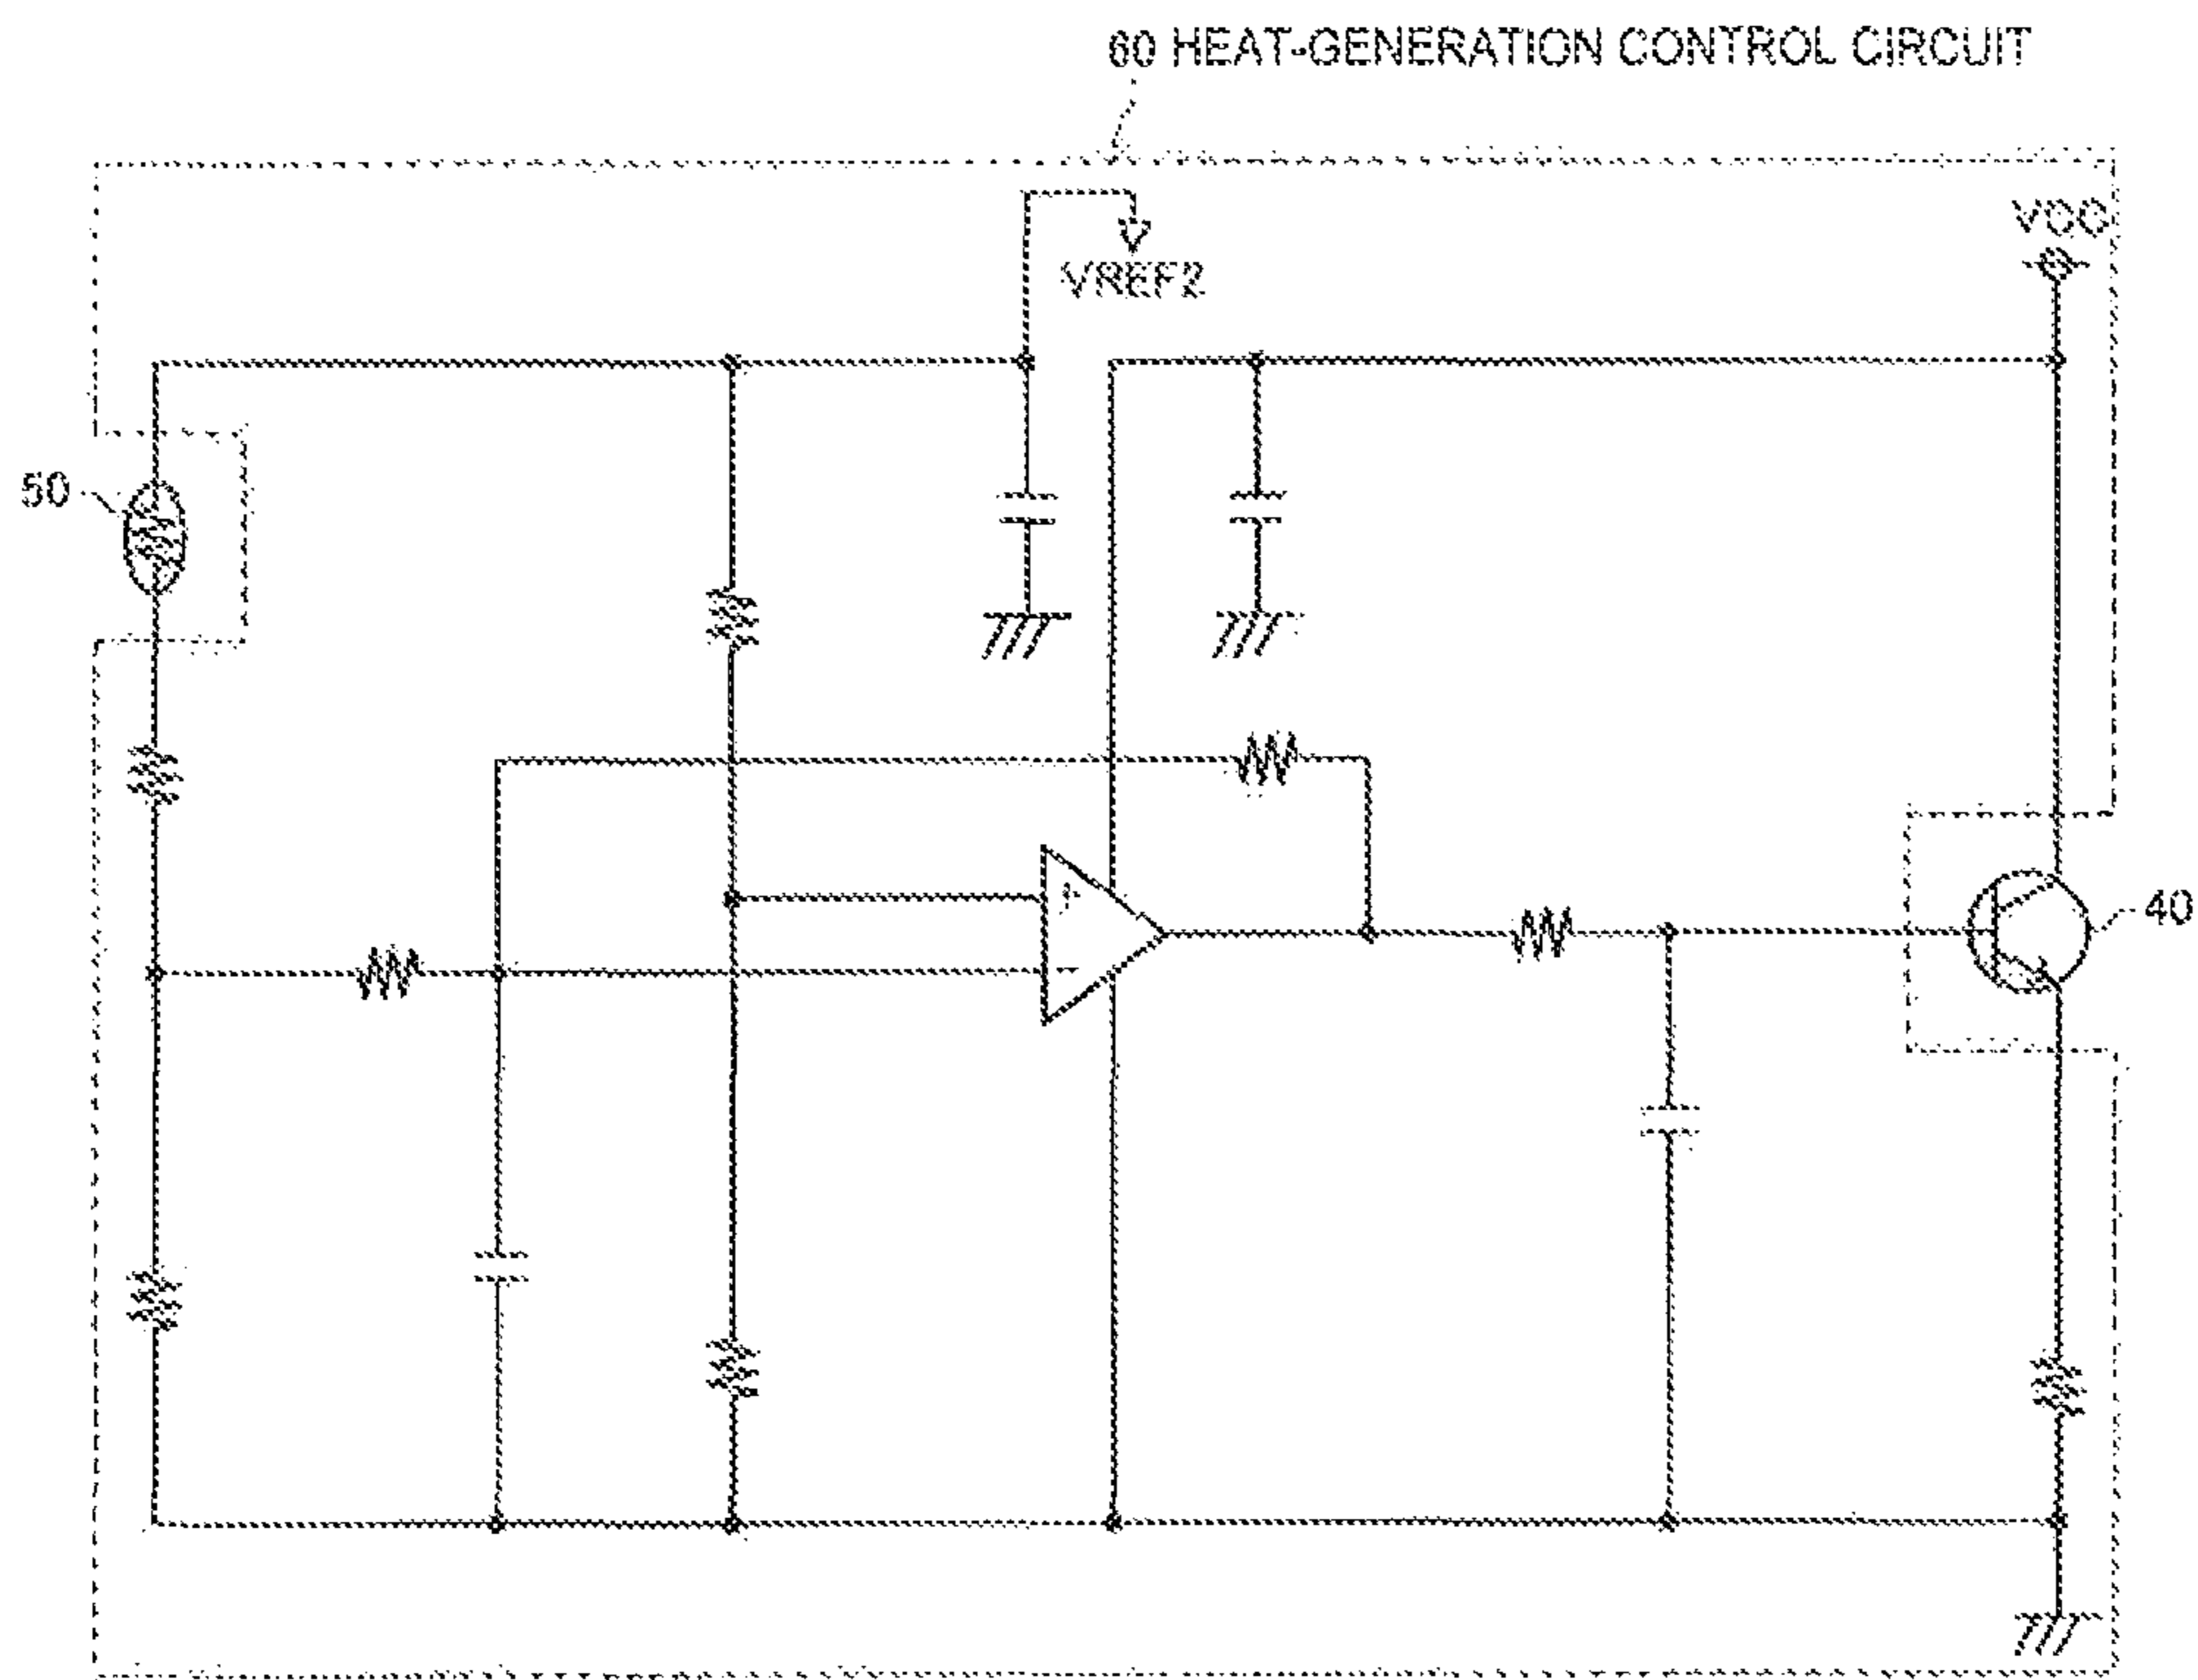 60 HEAT-GENERATION CONTROL CIRCUIT
VCC
VREF2
50
+
-
40